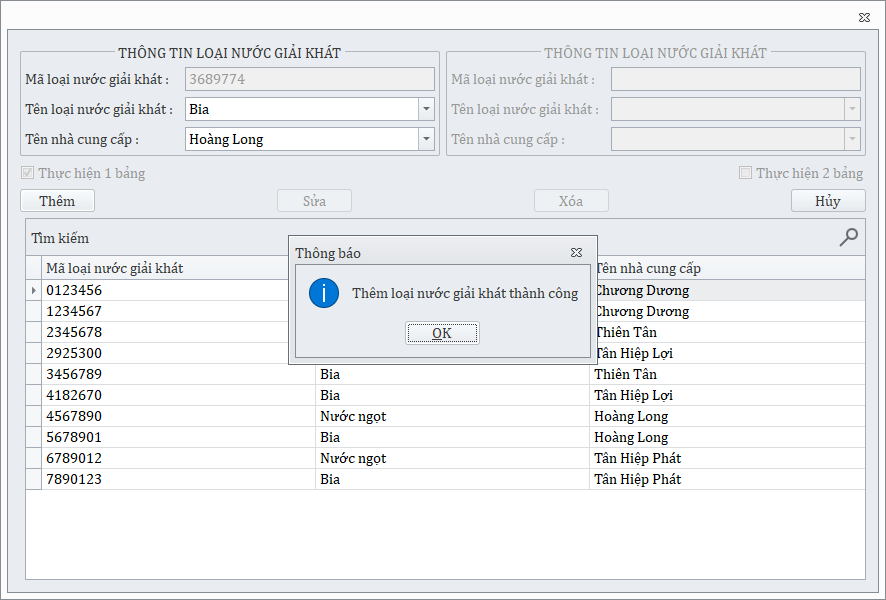 THÔNG TIN LOẠI NƯỚC GIẢI KHÁT THÔNG TIN LOẠI NƯỚC GIẢI KHÁT
Mã loại nước giải khát : 3689774 Mã loại nước giải khát :
Tên loại nước giải khát : Bia Tên loại nước giải khát :
Tên nhà cung cấp : Hoàng Long Tên nhà cung cấp :
Thực hiện 1 bảng Thực hiện 2 bảng
Thêm Sửa Xóa Hủy
Tìm kiếm
Mã loại nước giải khát Tên nhà cung cấp
0123456 Chương Dương
1234567 Chương Dương
2345678 Thiên Tân
2925300 Tân Hiệp Lợi
3456789 Bia Thiên Tân
4182670 Bia Tân Hiệp Lợi
4567890 Nước ngọt Hoàng Long
5678901 Bia Hoàng Long
6789012 Nước ngọt Tân Hiệp Phát
7890123 Bia Tân Hiệp Phát
Thông báo
Thêm loại nước giải khát thành công
OK